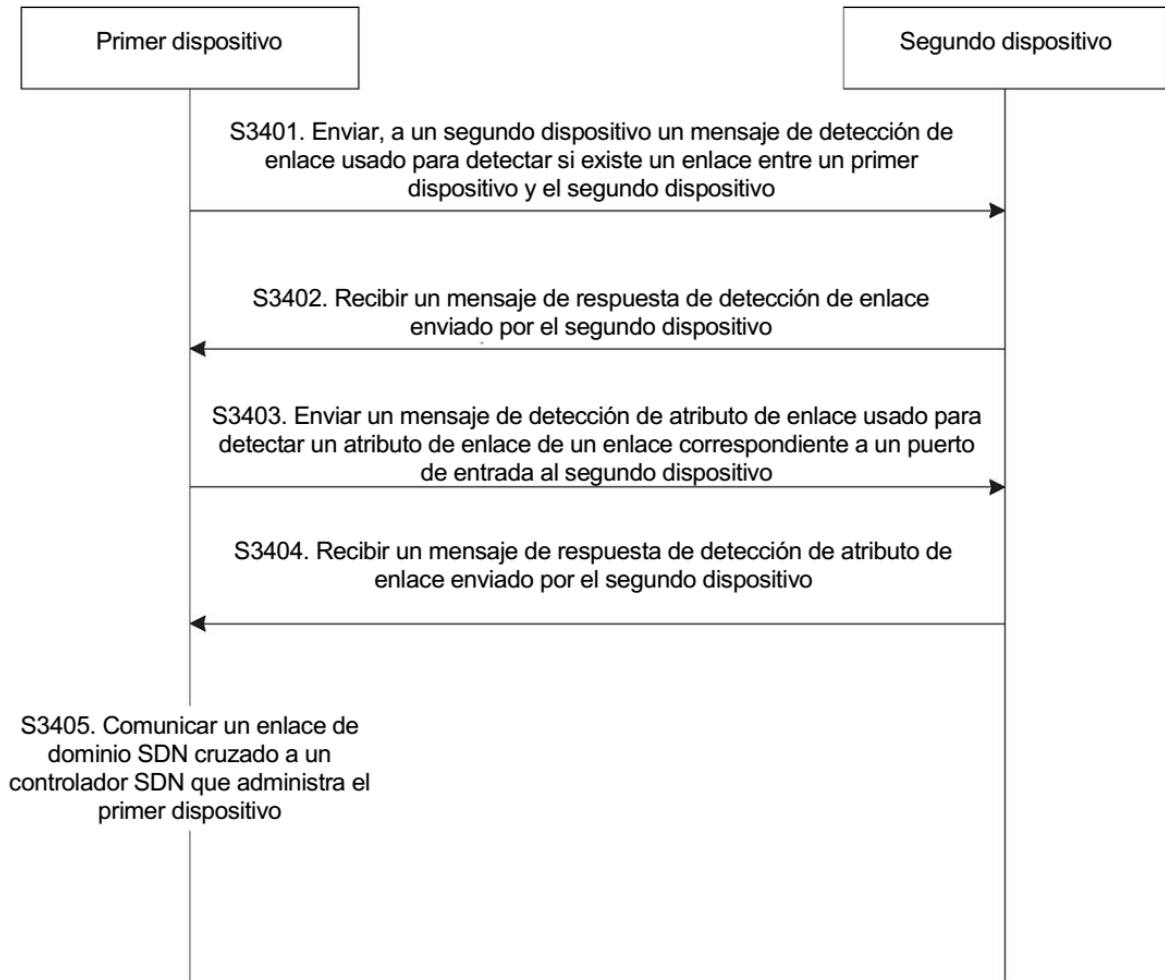 Primer dispositivo
Segundo dispositivo
S3401. Enviar, a un segundo dispositivo un mensaje de detección de
enlace usado para detectar si existe un enlace entre un primer
dispositivo y el segundo dispositivo
S3402. Recibir un mensaje de respuesta de detección de enlace
enviado por el segundo dispositivo
S3403. Enviar un mensaje de detección de atributo de enlace usado para
detectar un atributo de enlace de un enlace correspondiente a un puerto
de entrada al segundo dispositivo
S3404. Recibir un mensaje de respuesta de detección de atributo de
enlace enviado por el segundo dispositivo
S3405. Comunicar un enlace de
dominio SDN cruzado a un
controlador SDN que administra el
primer dispositivo